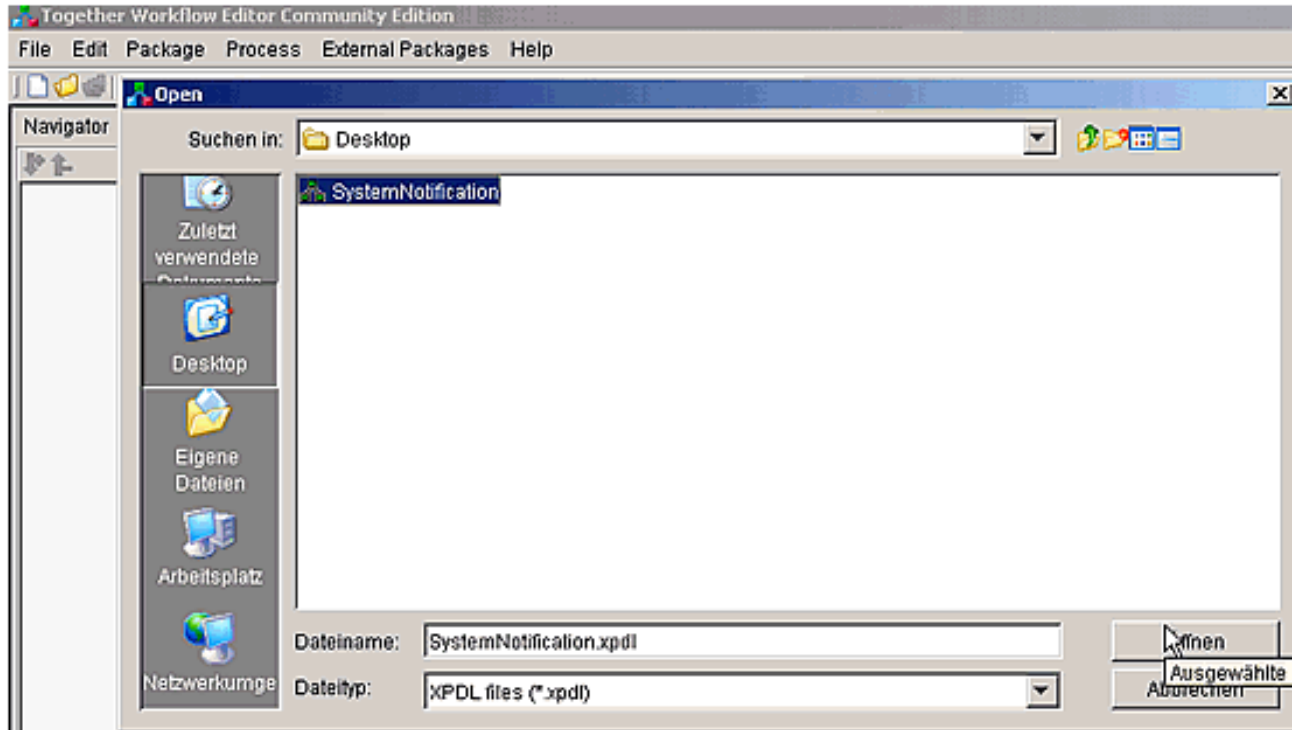 Together Workflow Editor Community Edition
File Edit Package Process External Packages Help
Open
Navigator
Suchen in: Desktop
SystemNotification
Zuletzt
verwendete
Desktop
Eigene
Dateien
Arbeitsplatz
Netzwerkumge
Dateiname: SystemNotification.xpdl
Dateityp: XPDL files (*.xpdl)
Ausgewählte